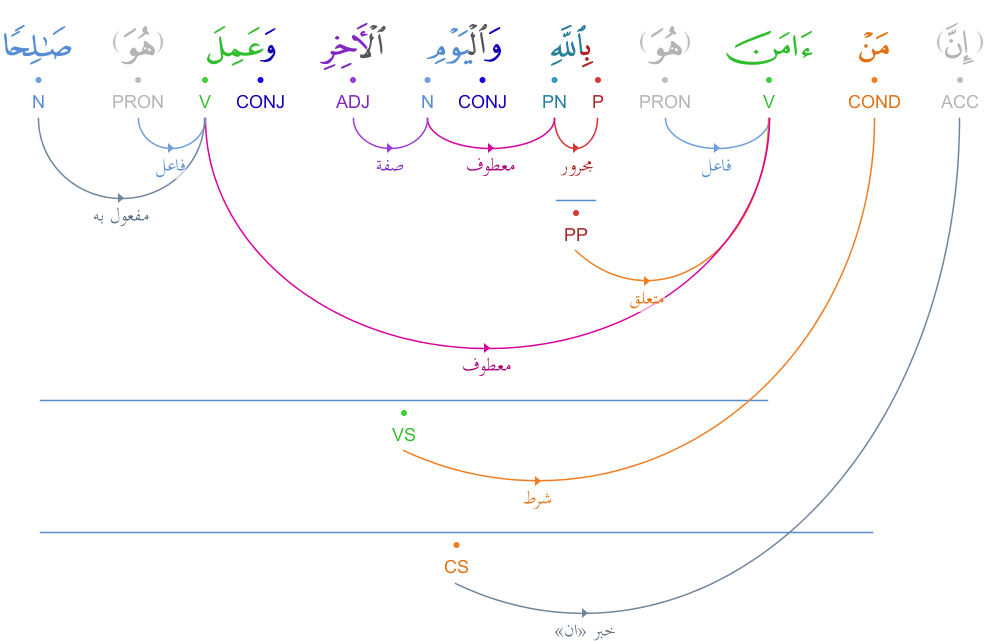 (إِنَّ) مَنْ ءَامَنَ (هُوَ) بِٱللَّهِ وَٱلْيَوْمِ ٱلْأَخِرِ وَعَمِلَ (هُوَ) صَـٰلِحًا
ACC COND V PRON P PN CONJ N ADJ CONJ V PRON N
فاعل مجرور معطوف صفة فاعل
مفعول به
PP
متعلق
معطوف
VS
شرط
CS
خبر «ان»